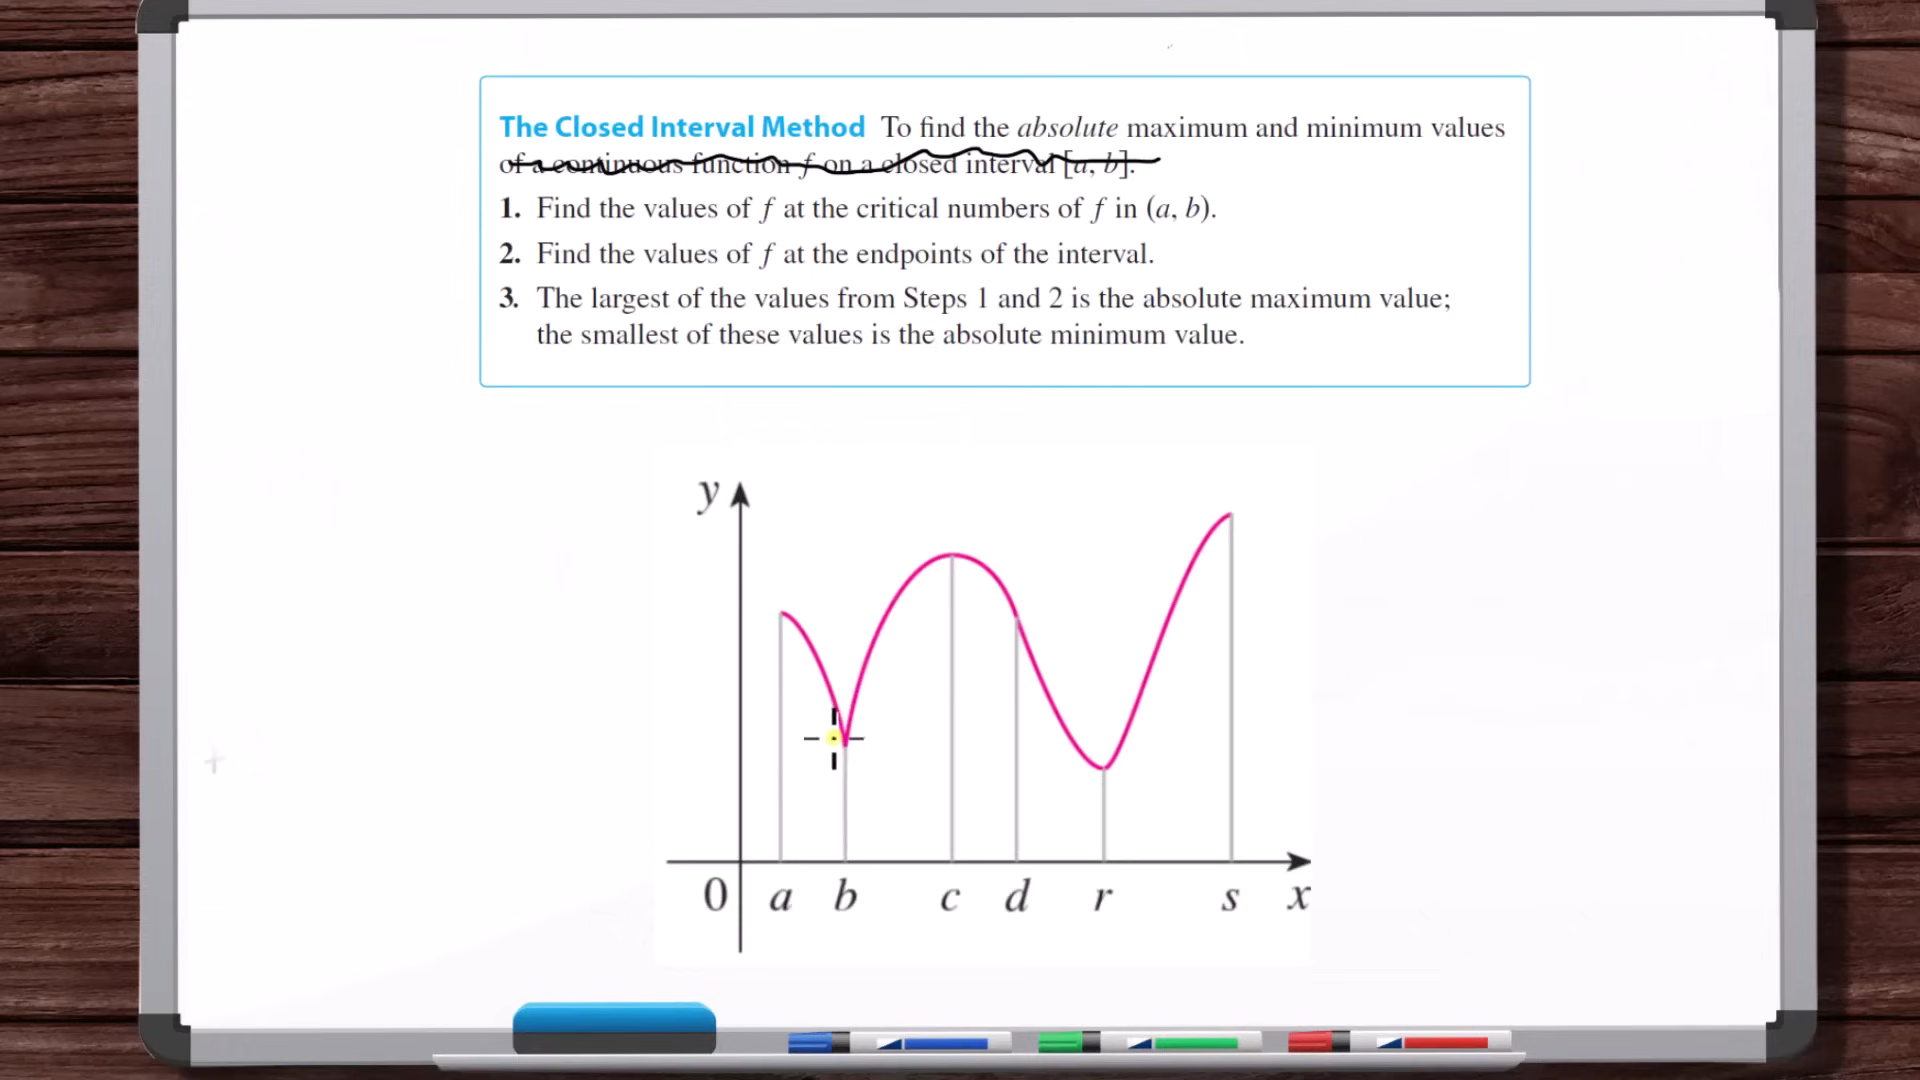 The Closed Interval Method To find the absolute maximum and minimum values
of a continuous function f on a closed interval [a, b].
1. Find the values of f at the critical numbers of f in (a, b).
2. Find the values of f at the endpoints of the interval.
3. The largest of the values from Steps 1 and 2 is the absolute maximum value;
the smallest of these values is the absolute minimum value.
y
0 a b c d r s x